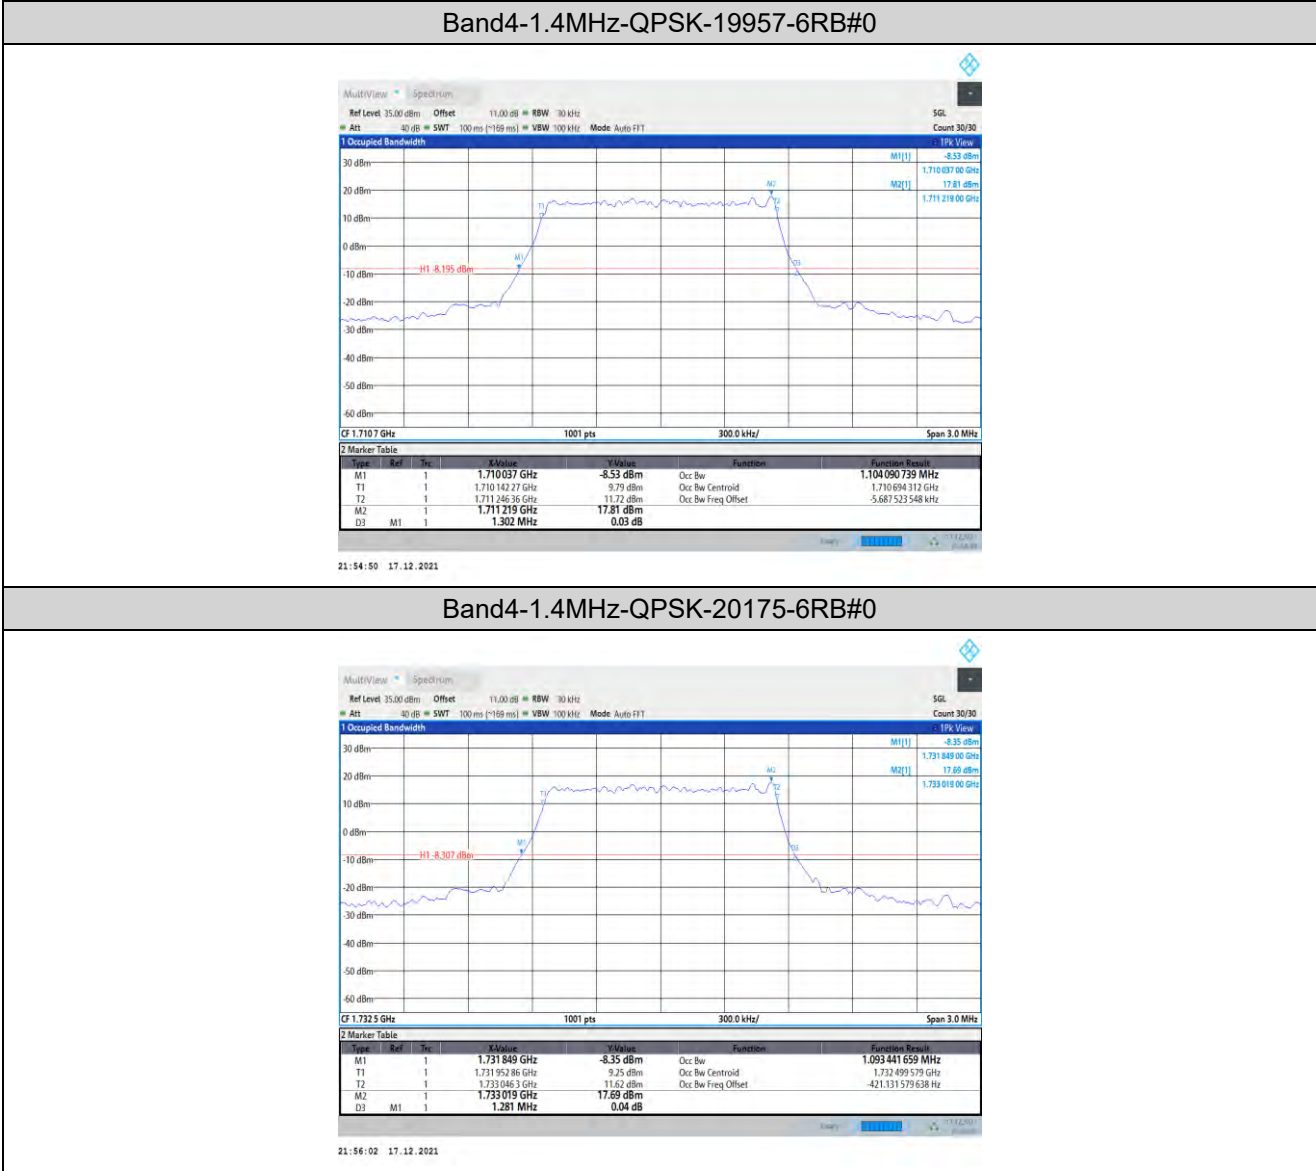 Band4-1.4MHz-QPSK-19957-6RB#0
MultiView Spectrum
Ref Level 35.00 dBm Offset 11.00 dB RBW 30 kHz SGL
Att 40 dB SWT 100 ms (~169 ms) VBW 100 kHz Mode Auto FFT Count 30/30
1 Occupied Bandwidth 1Pk View
M1[1] -8.53 dBm
1.710 037 00 GHz
M2[1] 17.81 dBm
1.711 219 00 GHz
30 dBm
20 dBm
M2
T1
T2
10 dBm
0 dBm
M1
D3
H1 -8.195 dBm
-10 dBm
-20 dBm
-30 dBm
-40 dBm
-50 dBm
-60 dBm
CF 1.710 7 GHz 1001 pts 300.0 kHz/ Span 3.0 MHz
2 Marker Table
Type Ref Trc X-Value Y-Value Function Function Result
M1 1 1.710 037 GHz -8.53 dBm Occ Bw 1.104 090 739 MHz
T1 1 1.710 142 27 GHz 9.79 dBm Occ Bw Centroid 1.710 694 312 GHz
T2 1 1.711 246 36 GHz 11.72 dBm Occ Bw Freq Offset -5.687 523 548 kHz
M2 1 1.711 219 GHz 17.81 dBm
D3 M1 1 1.302 MHz 0.03 dB
21:54:50 17.12.2021
Band4-1.4MHz-QPSK-20175-6RB#0
MultiView Spectrum
Ref Level 35.00 dBm Offset 11.00 dB RBW 30 kHz SGL
Att 40 dB SWT 100 ms (~169 ms) VBW 100 kHz Mode Auto FFT Count 30/30
1 Occupied Bandwidth 1Pk View
M1[1] -8.35 dBm
1.731 849 00 GHz
M2[1] 17.69 dBm
1.733 019 00 GHz
30 dBm
20 dBm
M2
T1
T2
10 dBm
0 dBm
M1
D3
H1 -8.307 dBm
-10 dBm
-20 dBm
-30 dBm
-40 dBm
-50 dBm
-60 dBm
CF 1.732 5 GHz 1001 pts 300.0 kHz/ Span 3.0 MHz
2 Marker Table
Type Ref Trc X-Value Y-Value Function Function Result
M1 1 1.731 849 GHz -8.35 dBm Occ Bw 1.093 441 659 MHz
T1 1 1.731 952 86 GHz 9.25 dBm Occ Bw Centroid 1.732 499 579 GHz
T2 1 1.733 046 3 GHz 11.62 dBm Occ Bw Freq Offset -421.131 579 638 Hz
M2 1 1.733 019 GHz 17.69 dBm
D3 M1 1 1.281 MHz 0.04 dB
21:56:02 17.12.2021